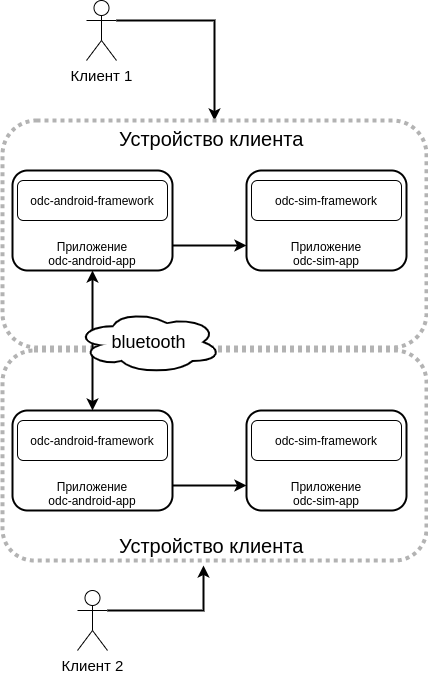 Клиент 1
Устройство клиента
odc-android-framework
odc-sim-framework
Приложение
odc-android-app
Приложение
odc-sim-app
bluetooth
odc-android-framework
odc-sim-framework
Приложение
odc-android-app
Приложение
odc-sim-app
Устройство клиента
Клиент 2